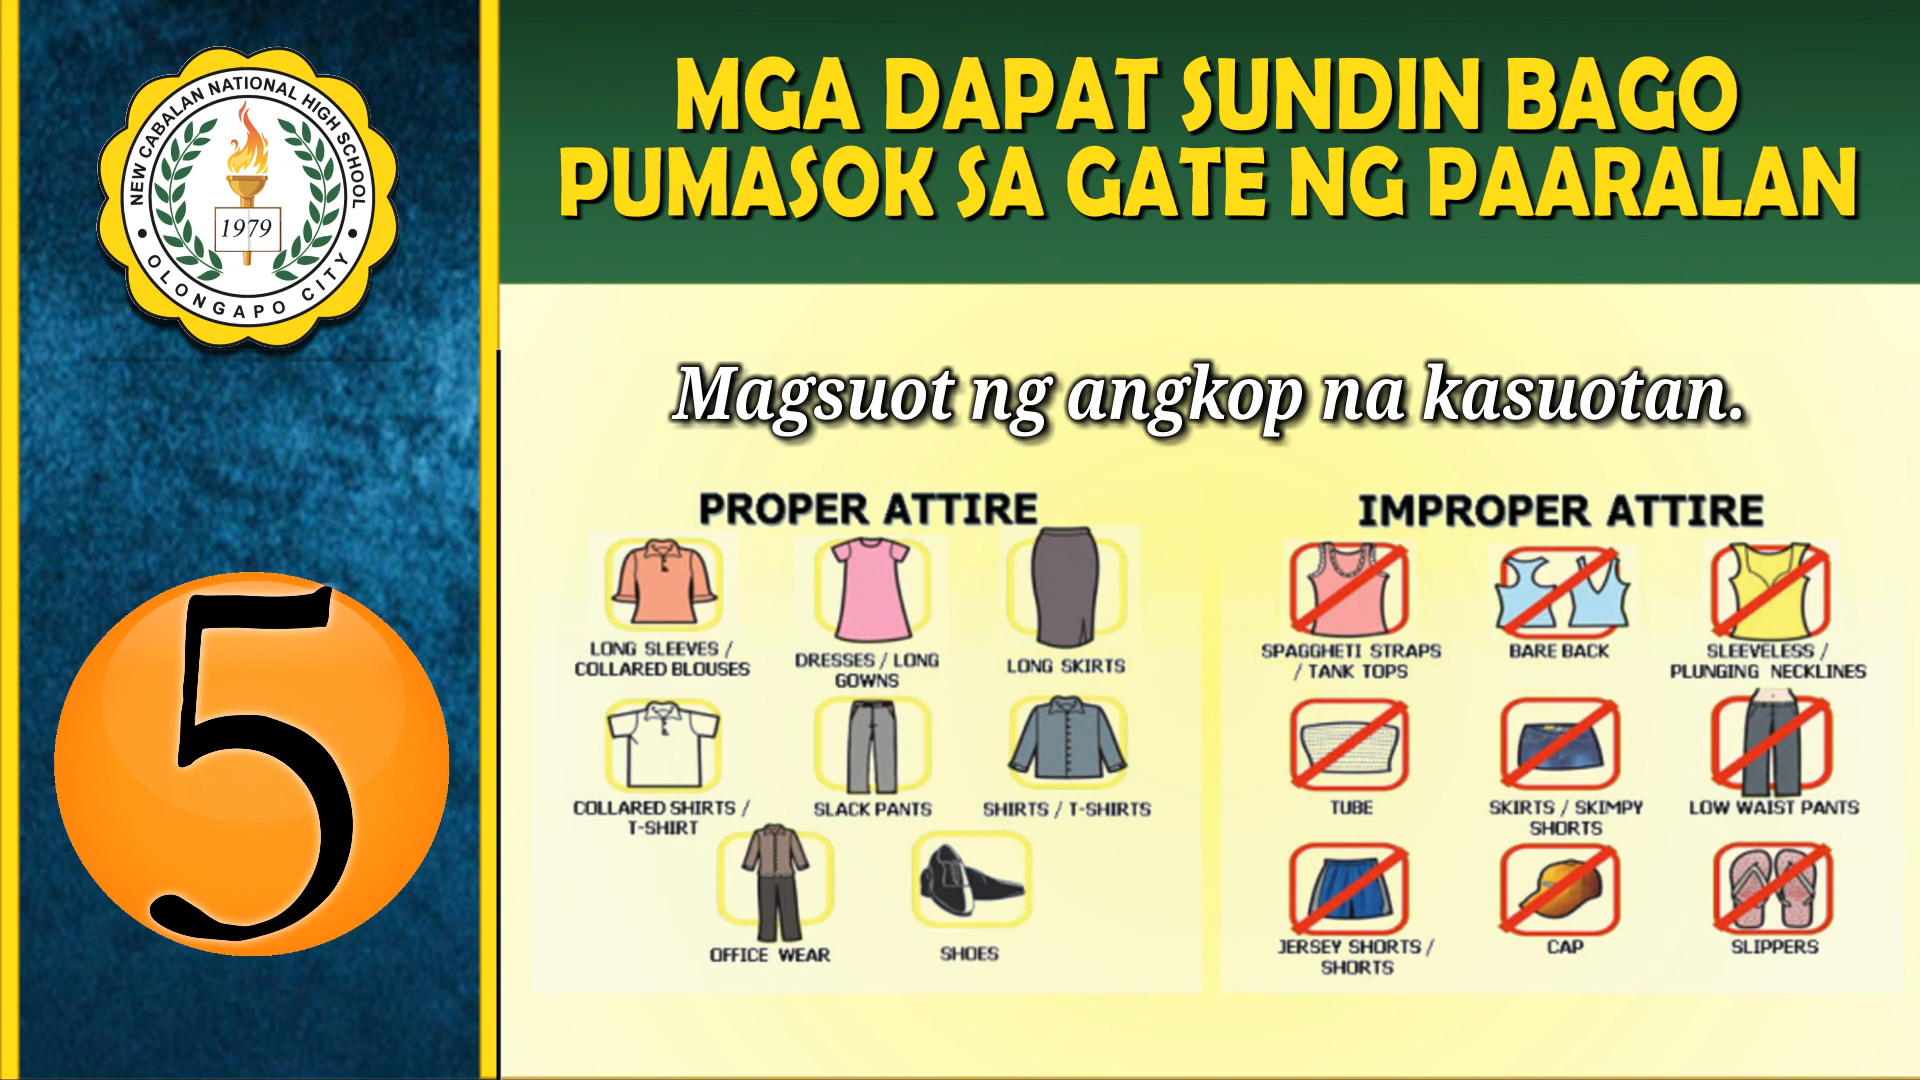 NEW CABALAN NATIONAL HIGH SCHOOL
1979
OLONGAPO CITY
5
MGA DAPAT SUNDIN BAGO
PUMASOK SA GATE NG PAARALAN
Magsuot ng angkop na kasuotan.
PROPER ATTIRE
LONG SLEEVES /
COLLARED BLOUSES
DRESSES / LONG
GOWNS
LONG SKIRTS
COLLARED SHIRTS /
T-SHIRT
SLACK PANTS
SHIRTS / T-SHIRTS
OFFICE WEAR
SHOES
IMPROPER ATTIRE
SPAGGHETI STRAPS
/ TANK TOPS
BARE BACK
SLEEVELESS /
PLUNGING NECKLINES
TUBE
SKIRTS / SKIMPY
SHORTS
LOW WAIST PANTS
JERSEY SHORTS /
SHORTS
CAP
SLIPPERS